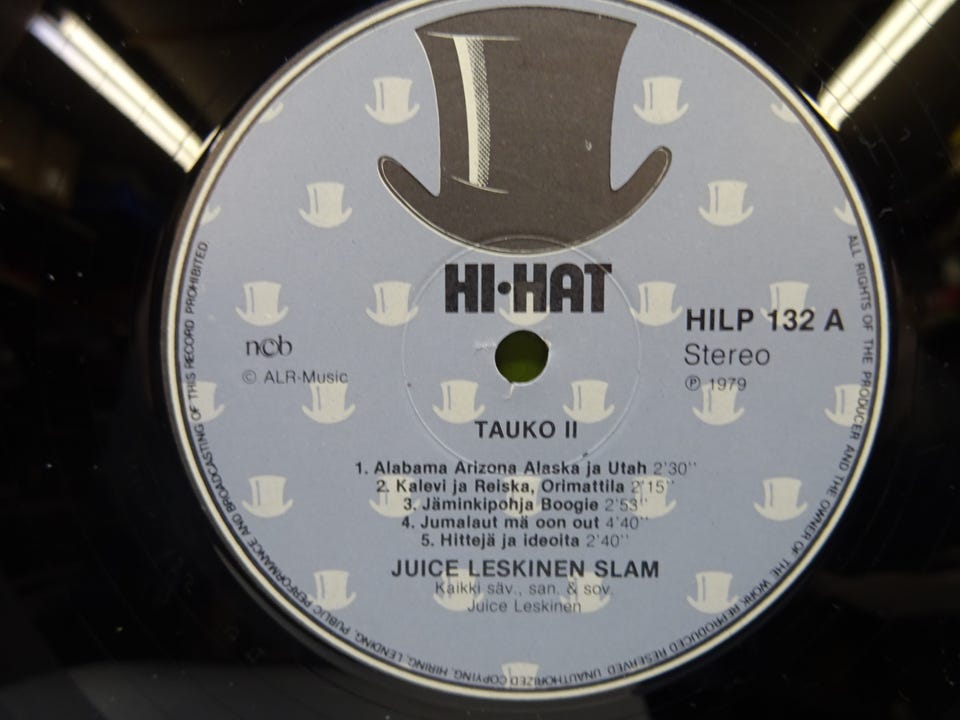 HI·HAT
HILP 132 A
Stereo
Ⓟ 1979
ncb
© ALR-Music
TAUKO II
1. Alabama Arizona Alaska ja Utah 2'30''
2. Kalevi ja Reiska, Orimattila 2'15''
3. Jäminkipohja Boogie 2'53''
4. Jumalaut mä oon out 4'40''
5. Hittejä ja ideoita 2'40''
JUICE LESKINEN SLAM
Kaikki säv., san. & sov.
Juice Leskinen
ALL RIGHTS OF THE PRODUCER AND THE OWNER OF THE WORK REPRODUCED RESERVED. UNAUTHORIZED COPYING, HIRING, LENDING, PUBLIC PERFORMANCE AND BROADCASTING OF THIS RECORD PROHIBITED.